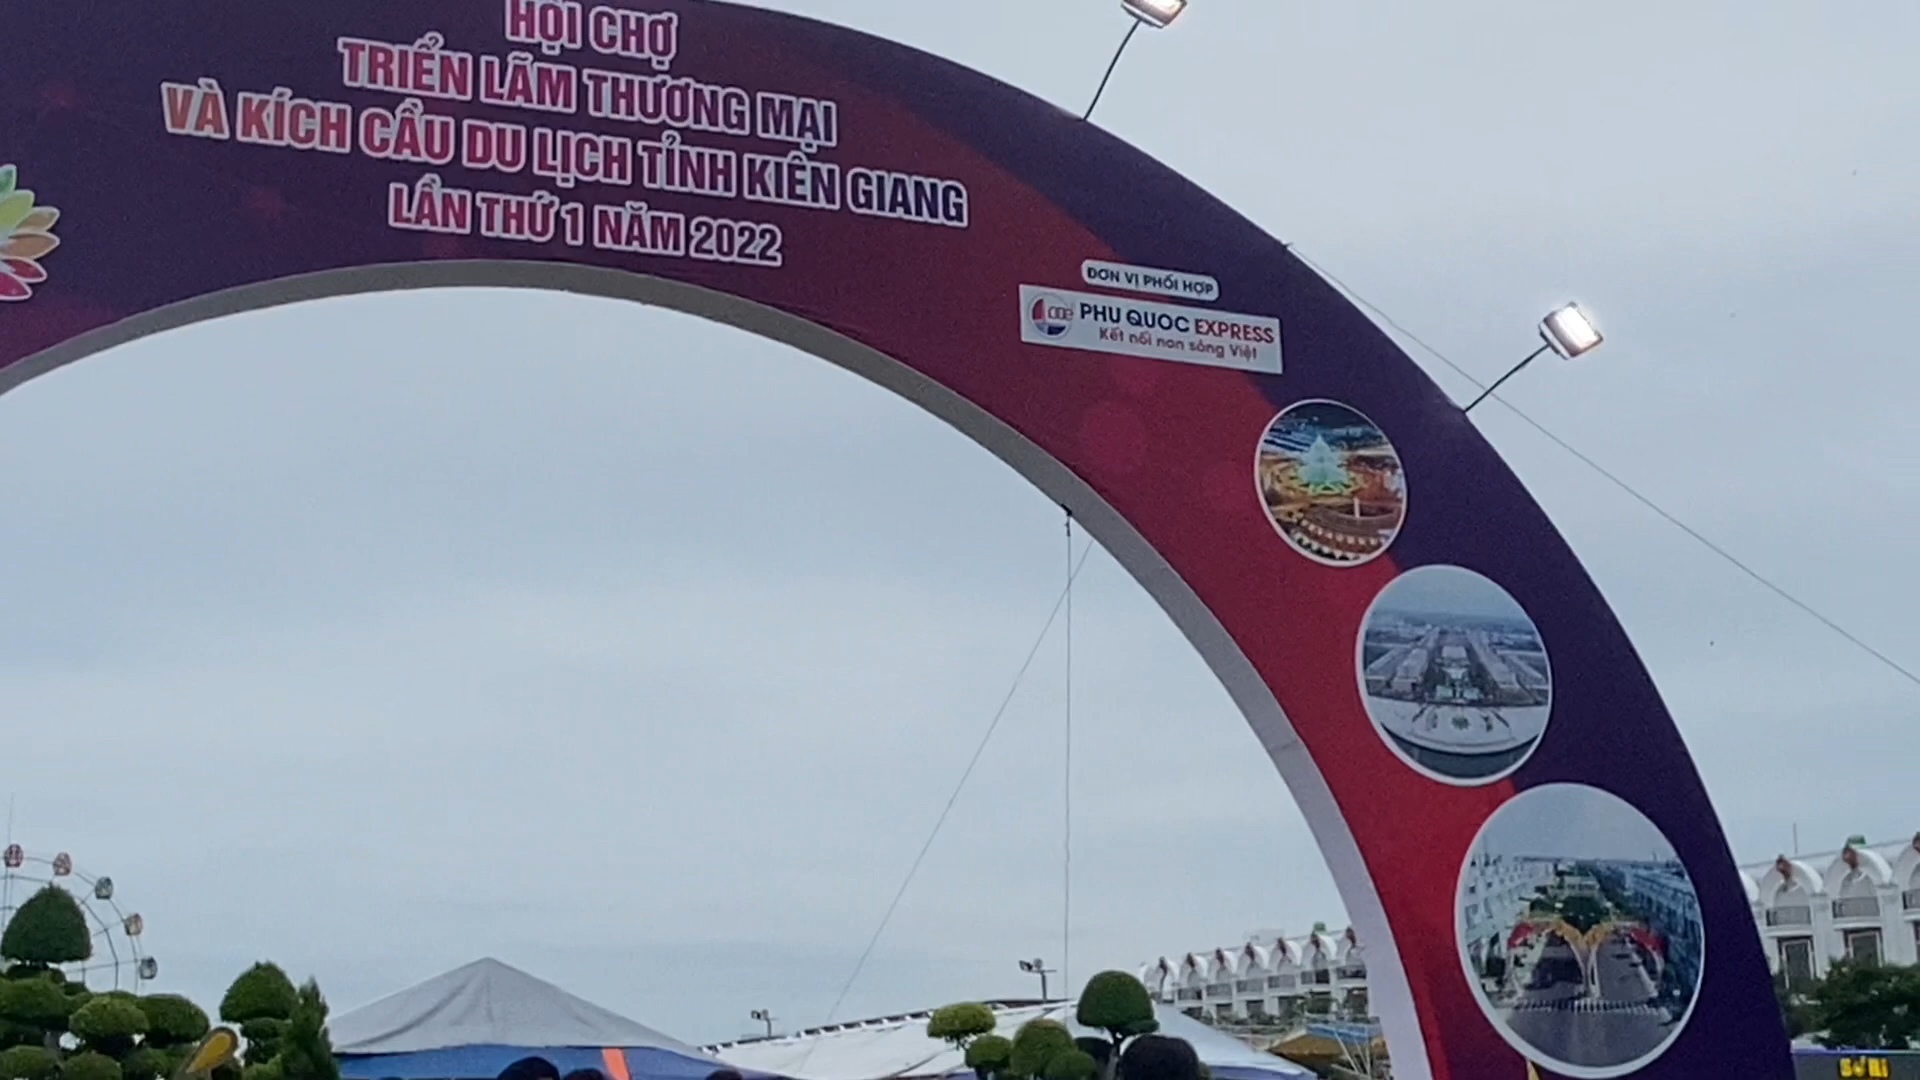 HỘI CHỢ
TRIỂN LÃM THƯƠNG MẠI
VÀ KÍCH CẦU DU LỊCH TỈNH KIÊN GIANG
LẦN THỨ 1 NĂM 2022
ĐƠN VỊ PHỐI HỢP
PHU QUOC EXPRESS
Kết nối non sông Việt